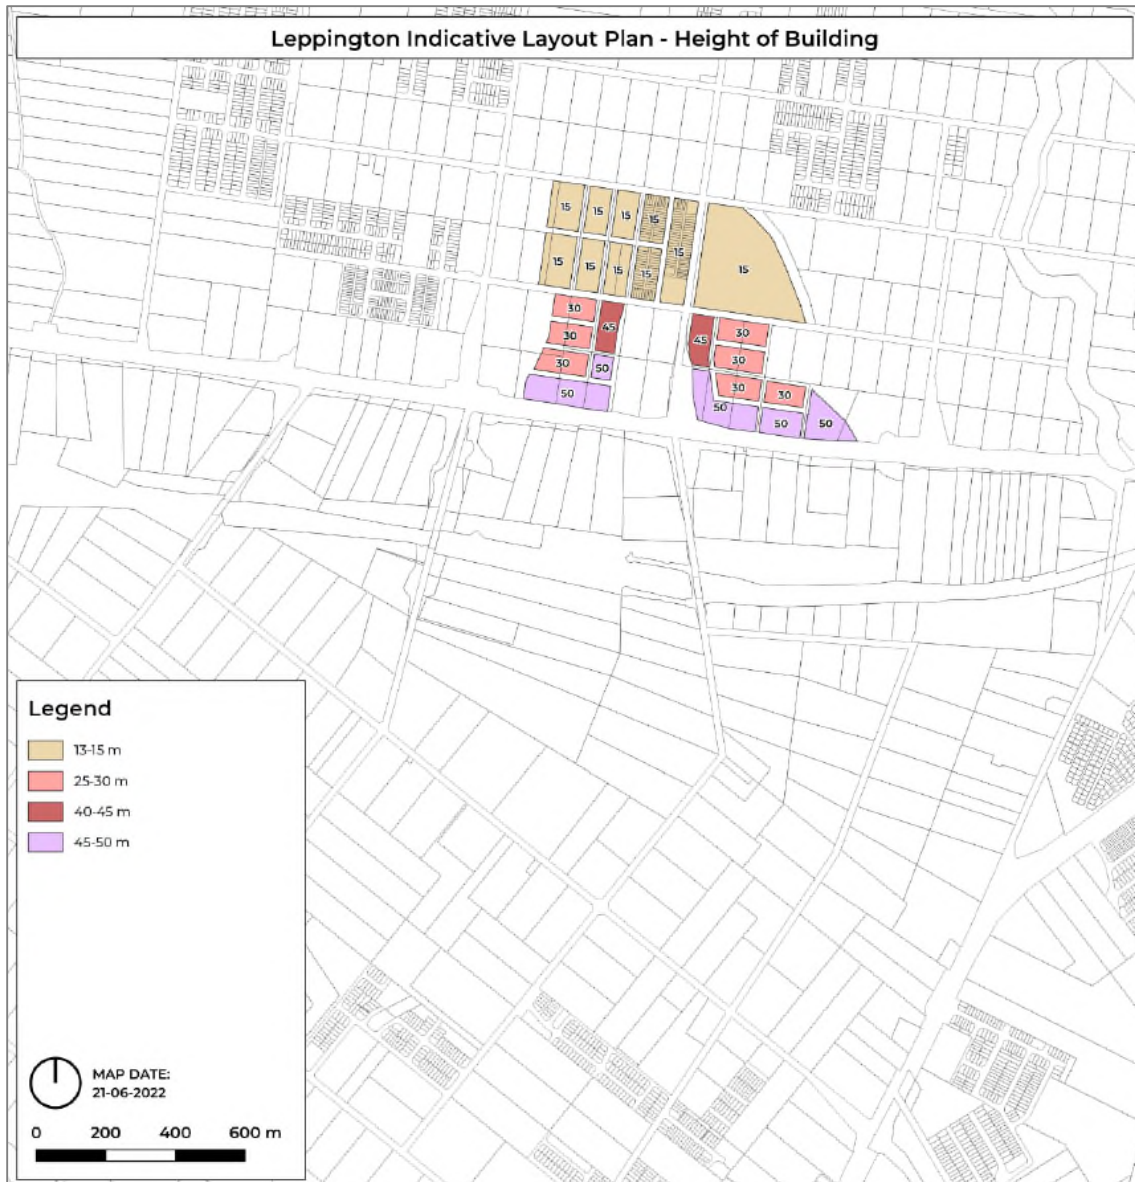 Leppington Indicative Layout Plan - Height of Building
15 15 15 15
15
15 15 15 15
15
30 45
30
30 50
50
45 30
30
30 30
50 50 50
Legend
13-15 m
25-30 m
40-45 m
45-50 m
MAP DATE:
21-06-2022
0 200 400 600 m